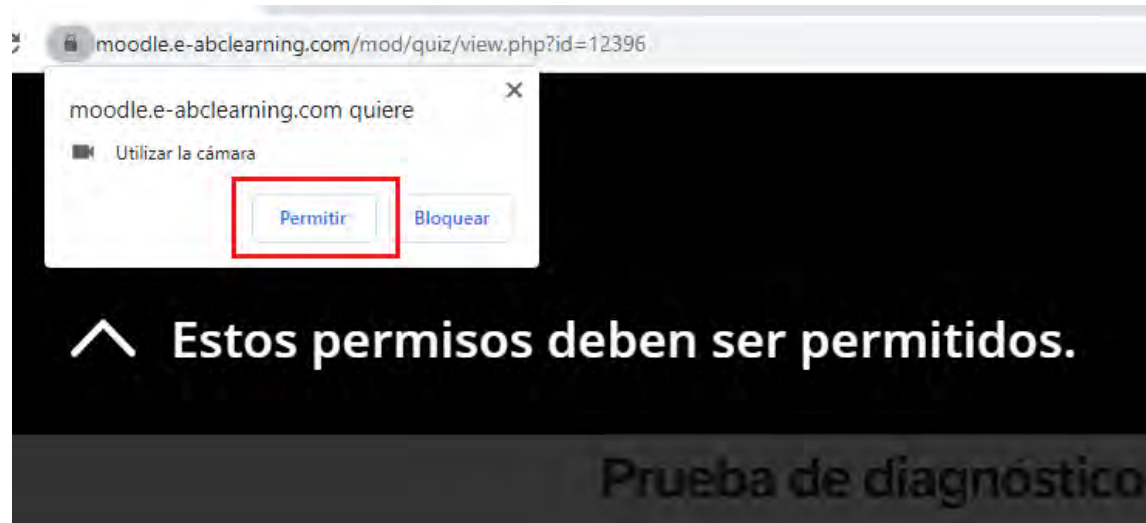 moodle.e-abclearning.com/mod/quiz/view.php?id=12396
moodle.e-abclearning.com quiere
Utilizar la cámara
Permitir Bloquear
Estos permisos deben ser permitidos.
Prueba de diagnóstico